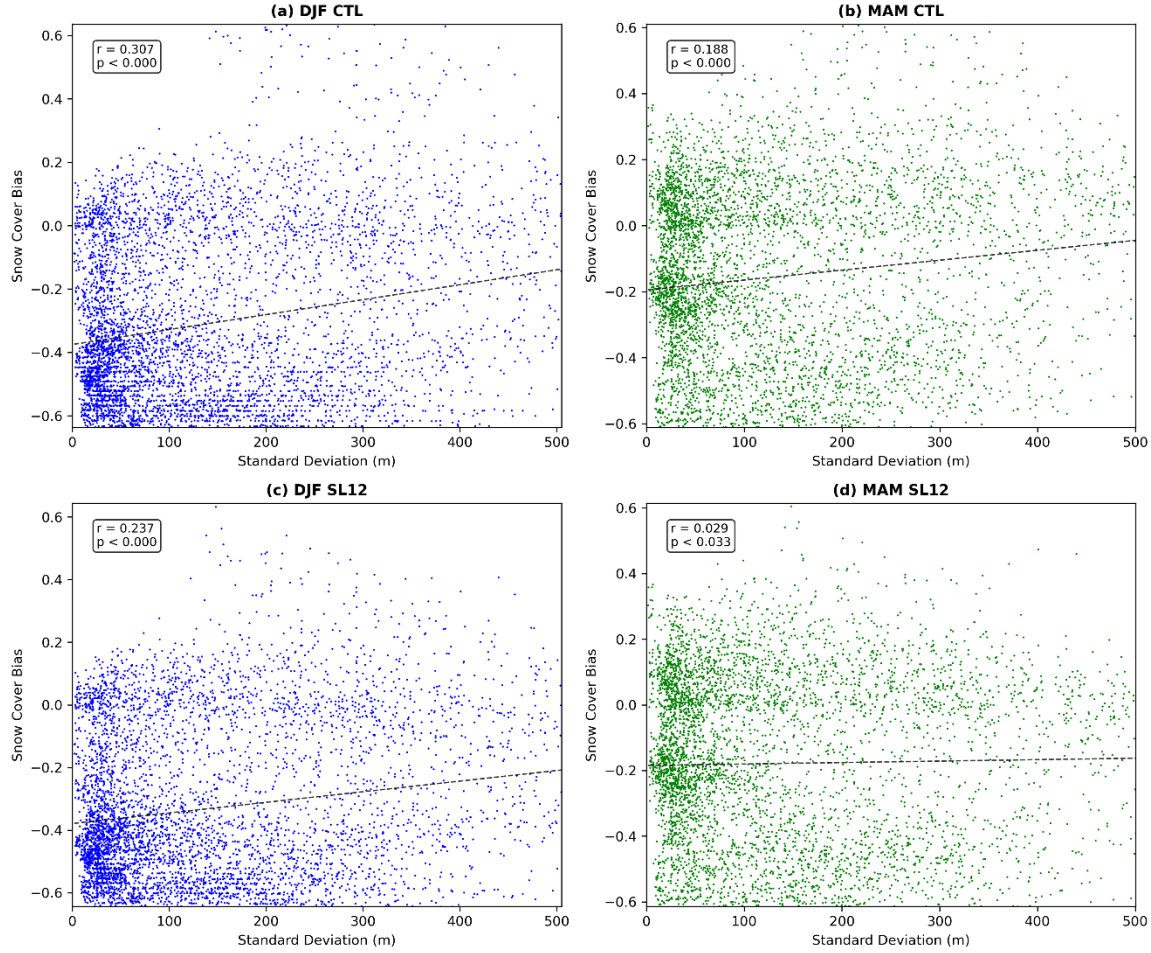 (a) DJF CTL
r = 0.307
p < 0.000
0.6
0.4
0.2
0.0
−0.2
−0.4
−0.6
Snow Cover Bias
0 100 200 300 400 500
Standard Deviation (m)
(b) MAM CTL
r = 0.188
p < 0.000
0.6
0.4
0.2
0.0
−0.2
−0.4
−0.6
Snow Cover Bias
0 100 200 300 400 500
Standard Deviation (m)
(c) DJF SL12
r = 0.237
p < 0.000
0.6
0.4
0.2
0.0
−0.2
−0.4
−0.6
Snow Cover Bias
0 100 200 300 400 500
Standard Deviation (m)
(d) MAM SL12
r = 0.029
p < 0.033
0.6
0.4
0.2
0.0
−0.2
−0.4
−0.6
Snow Cover Bias
0 100 200 300 400 500
Standard Deviation (m)